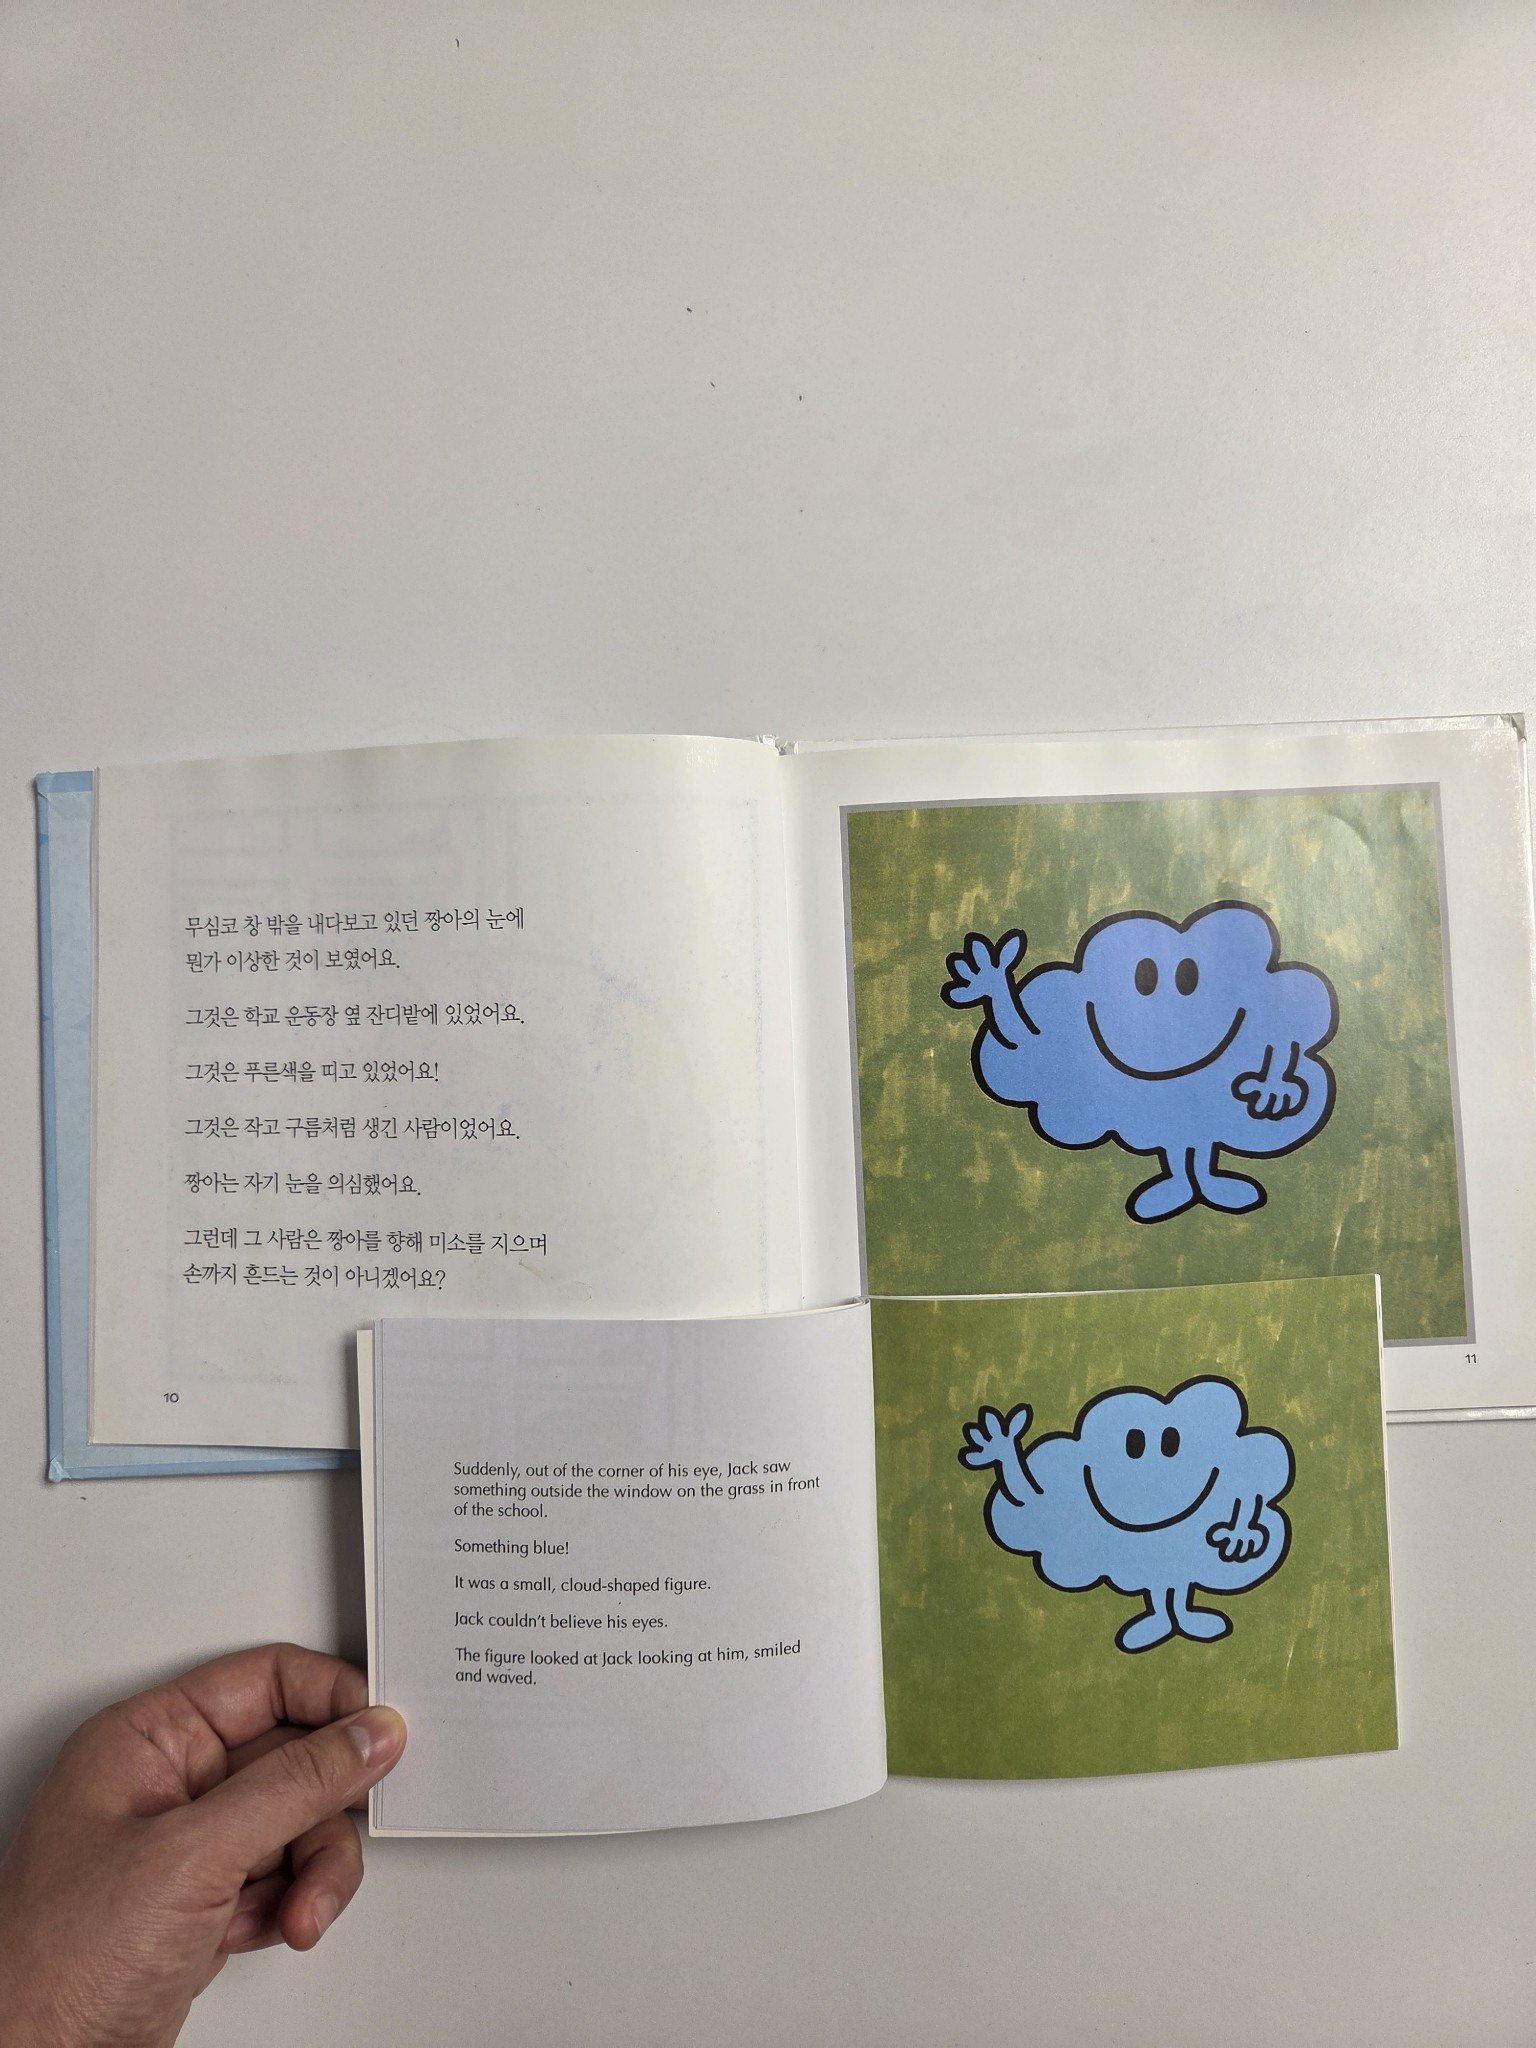 무심코 창 밖을 내다보고 있던 짱아의 눈에
뭔가 이상한 것이 보였어요.
그것은 학교 운동장 옆 잔디밭에 있었어요.
그것은 푸른색을 띠고 있었어요!
그것은 작고 구름처럼 생긴 사람이었어요.
짱아는 자기 눈을 의심했어요.
그런데 그 사람은 짱아를 향해 미소를 지으며
손까지 흔드는 것이 아니겠어요?
10
11
Suddenly, out of the corner of his eye, Jack saw
something outside the window on the grass in front
of the school.
Something blue!
It was a small, cloud-shaped figure.
Jack couldn't believe his eyes.
The figure looked at Jack looking at him, smiled
and waved.